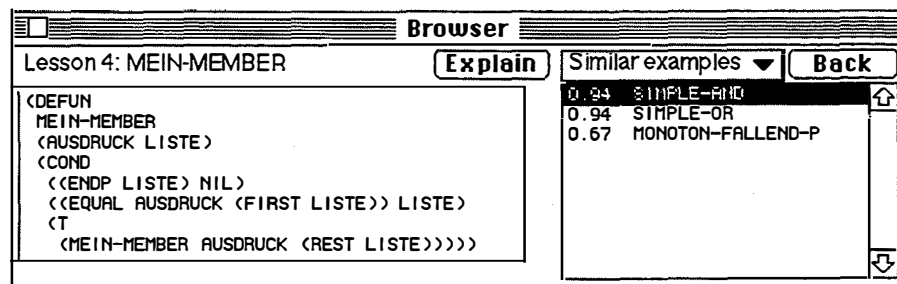 Browser
Lesson 4: MEIN-MEMBER
Explain
Similar examples
Back
(DEFUN
MEIN-MEMBER
(AUSDRUCK LISTE)
(COND
((ENDP LISTE) NIL)
((EQUAL AUSDRUCK (FIRST LISTE)) LISTE)
(T
(MEIN-MEMBER AUSDRUCK (REST LISTE)))))
0.94 SIMPLE-AND
0.94 SIMPLE-OR
0.67 MONOTON-FALLEND-P